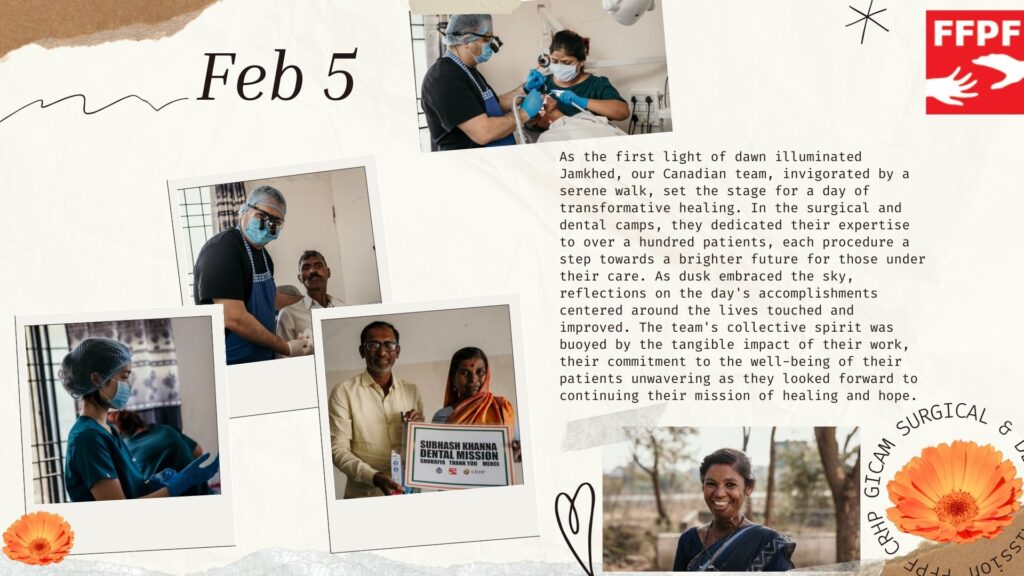 Feb 5
FFPF
As the first light of dawn illuminated
Jamkhed, our Canadian team, invigorated by a
serene walk, set the stage for a day of
transformative healing. In the surgical and
dental camps, they dedicated their expertise
to over a hundred patients, each procedure a
step towards a brighter future for those under
their care. As dusk embraced the sky,
reflections on the day's accomplishments
centered around the lives touched and
improved. The team's collective spirit was
buoyed by the tangible impact of their work,
their commitment to the well-being of their
patients unwavering as they looked forward to
continuing their mission of healing and hope.
SUBHASH KHANNA
DENTAL MISSION
SHUKRIYA THANK YOU MERCI
FFPF CRHP GICAM SURGICAL &